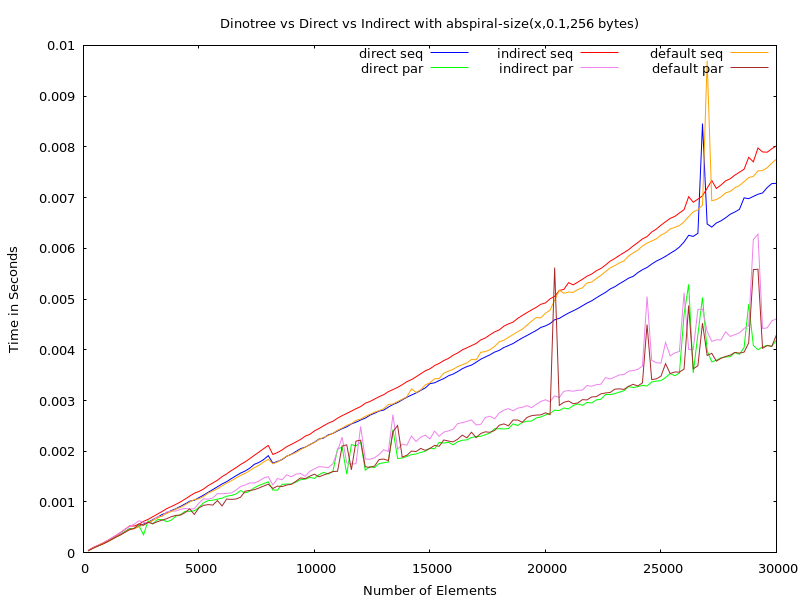 Dinotree vs Direct vs Indirect with abspiral-size(x,0.1,256 bytes)
direct seq indirect seq default seq
direct par indirect par default par
0.01
0.009
0.008
0.007
0.006
0.005
0.004
0.003
0.002
0.001
0
Time in Seconds
0 5000 10000 15000 20000 25000 30000
Number of Elements